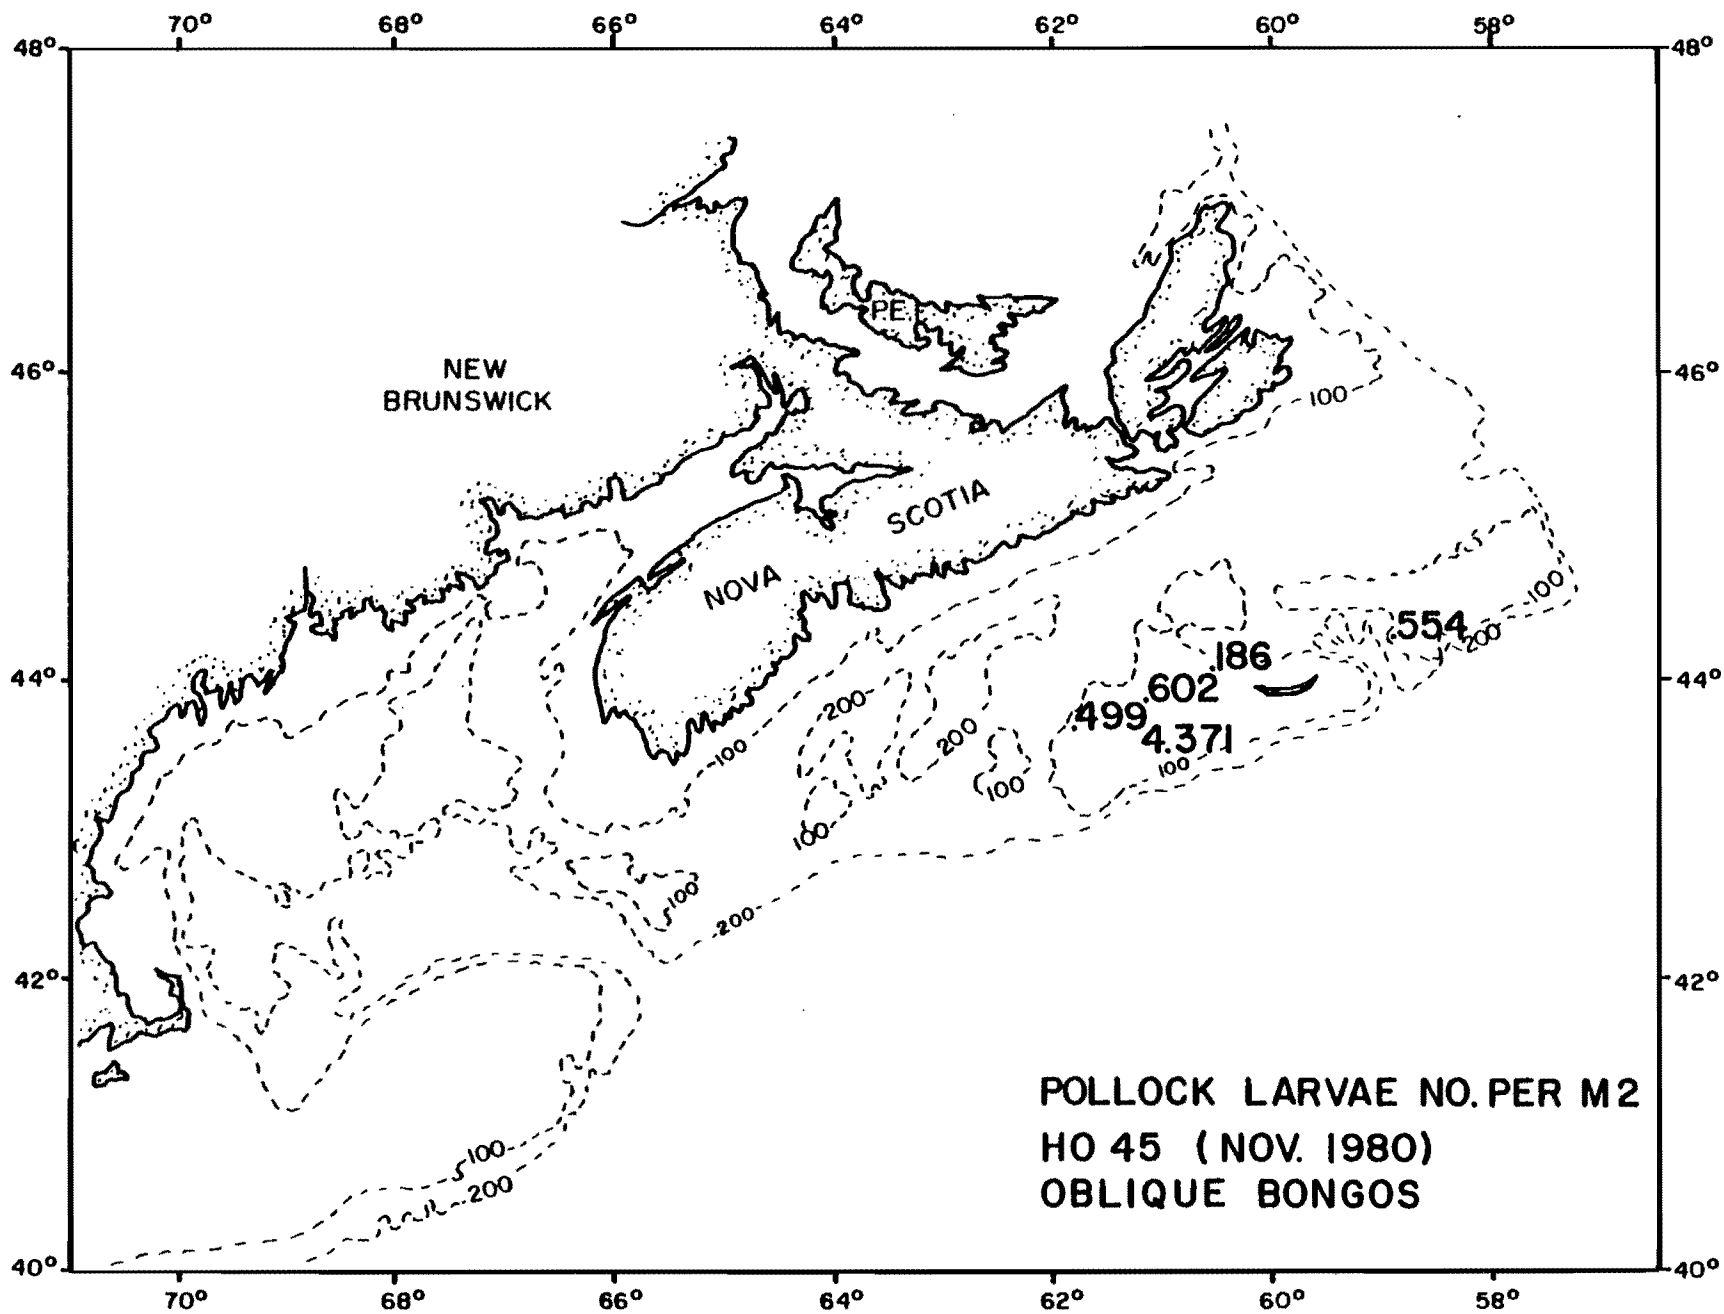 70° 68° 66° 64° 62° 60° 58°
48° 48°
P.E.I.
NEW
BRUNSWICK
46° 46°
100
SCOTIA
NOVA
100
.554
200
.186
44° 44°
.602
200
.499
200
4.371
100
100
100
100
100
200
42° 42°
POLLOCK LARVAE NO. PER M2
HO 45 (NOV. 1980)
OBLIQUE BONGOS
100
200
40° 40°
70° 68° 66° 64° 62° 60° 58°